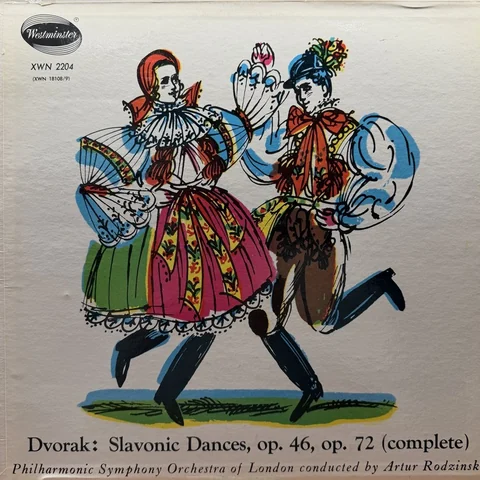 Westminster
®
XWN 2204
(XWN 18108/9)
Dvorak: Slavonic Dances, op. 46, op. 72 (complete)
Philharmonic Symphony Orchestra of London conducted by Artur Rodzinsk